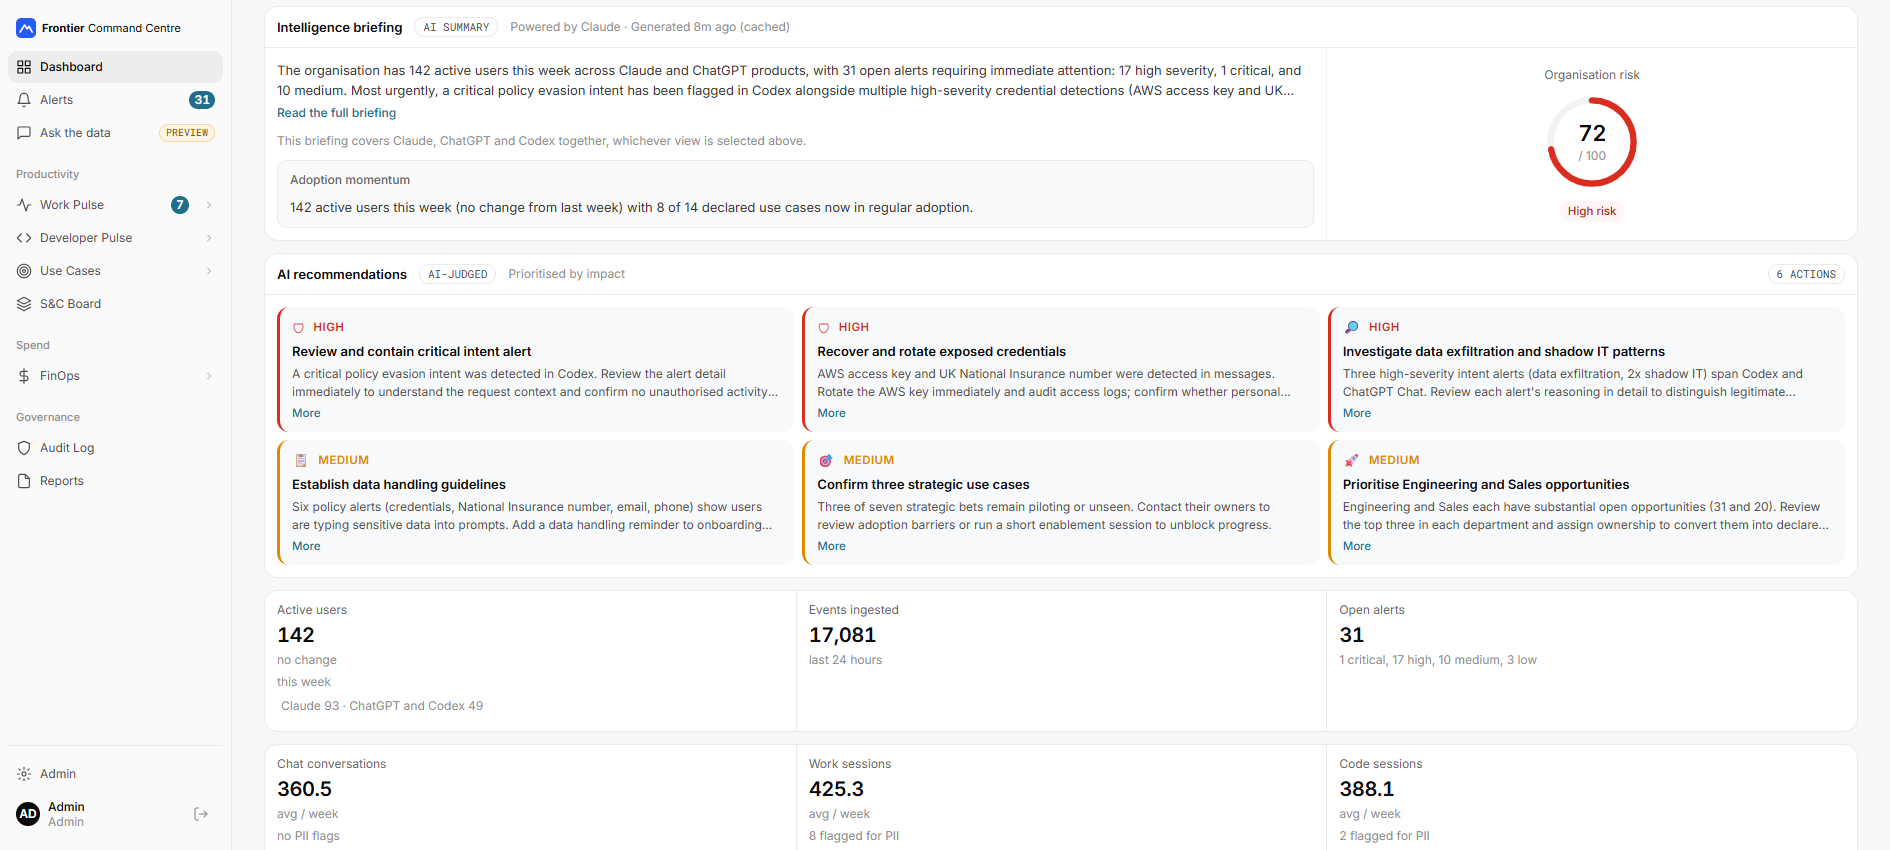 Frontier Command Centre
Dashboard
Alerts 31
Ask the data PREVIEW
Productivity
Work Pulse 7
Developer Pulse
Use Cases
S&C Board
Spend
FinOps
Governance
Audit Log
Reports
Admin
AD Admin
Admin
Intelligence briefing AI SUMMARY Powered by Claude · Generated 8m ago (cached)
The organisation has 142 active users this week across Claude and ChatGPT products, with 31 open alerts requiring immediate attention: 17 high severity, 1 critical, and
10 medium. Most urgently, a critical policy evasion intent has been flagged in Codex alongside multiple high-severity credential detections (AWS access key and UK...
Read the full briefing
This briefing covers Claude, ChatGPT and Codex together, whichever view is selected above.
Adoption momentum
142 active users this week (no change from last week) with 8 of 14 declared use cases now in regular adoption.
Organisation risk
72
/ 100
High risk
AI recommendations AI-JUDGED Prioritised by impact 6 ACTIONS
HIGH
Review and contain critical intent alert
A critical policy evasion intent was detected in Codex. Review the alert detail
immediately to understand the request context and confirm no unauthorised activity...
More
HIGH
Recover and rotate exposed credentials
AWS access key and UK National Insurance number were detected in messages.
Rotate the AWS key immediately and audit access logs; confirm whether personal...
More
HIGH
Investigate data exfiltration and shadow IT patterns
Three high-severity intent alerts (data exfiltration, 2x shadow IT) span Codex and
ChatGPT Chat. Review each alert's reasoning in detail to distinguish legitimate...
More
MEDIUM
Establish data handling guidelines
Six policy alerts (credentials, National Insurance number, email, phone) show users
are typing sensitive data into prompts. Add a data handling reminder to onboarding...
More
MEDIUM
Confirm three strategic use cases
Three of seven strategic bets remain piloting or unseen. Contact their owners to
review adoption barriers or run a short enablement session to unblock progress.
More
MEDIUM
Prioritise Engineering and Sales opportunities
Engineering and Sales each have substantial open opportunities (31 and 20). Review
the top three in each department and assign ownership to convert them into declare...
More
Active users
142
no change
this week
Claude 93 · ChatGPT and Codex 49
Events ingested
17,081
last 24 hours
Open alerts
31
1 critical, 17 high, 10 medium, 3 low
Chat conversations
360.5
avg / week
no PII flags
Work sessions
425.3
avg / week
8 flagged for PII
Code sessions
388.1
avg / week
2 flagged for PII